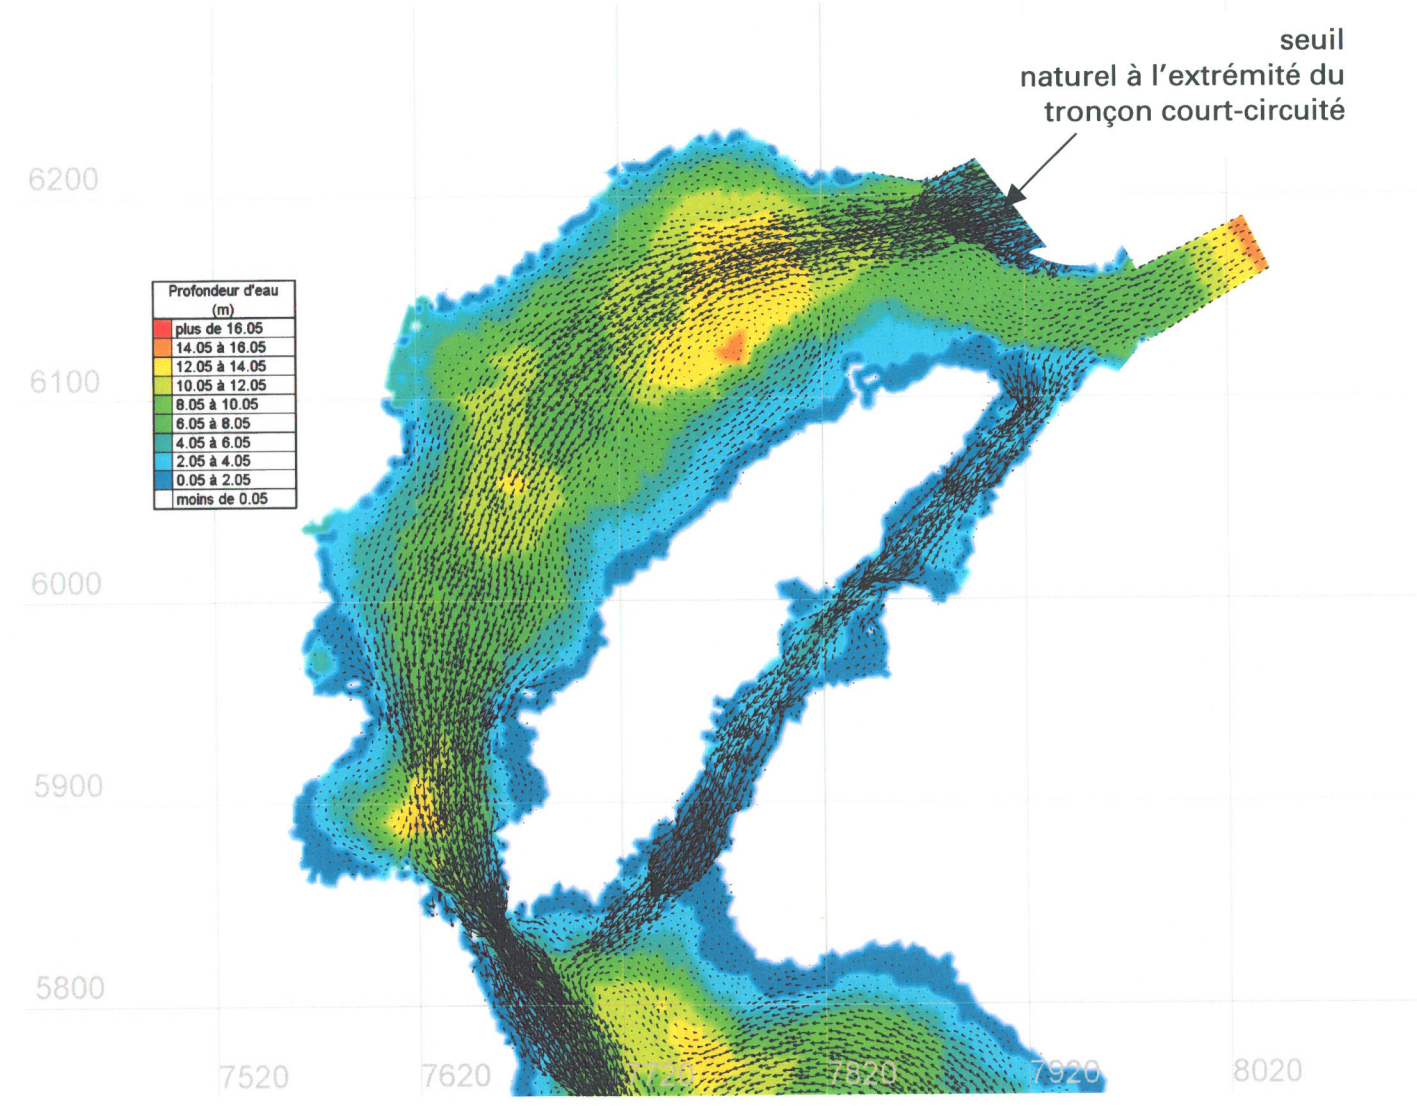 seuil
naturel à l'extrémité du
tronçon court-circuité
6200
6100
6000
5900
5800
Profondeur d'eau
(m)
plus de 16.05
14.05 à 16.05
12.05 à 14.05
10.05 à 12.05
8.05 à 10.05
6.05 à 8.05
4.05 à 6.05
2.05 à 4.05
0.05 à 2.05
moins de 0.05
7520
7620
7720
7820
7920
8020